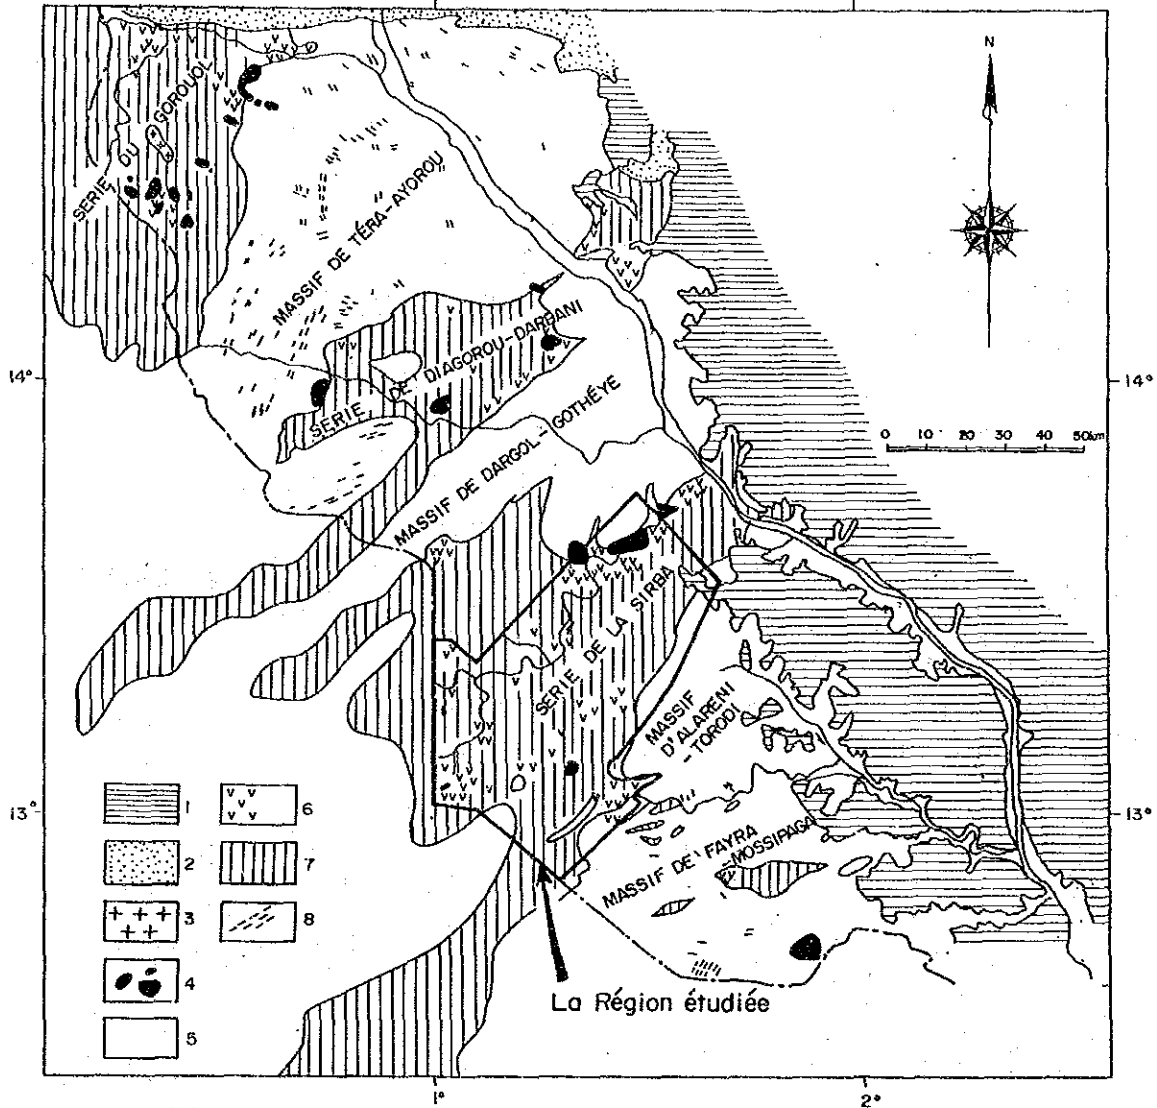 N
SERIE DU GOROUOL
MASSIF DE TÉRA-AYOROU
SERIE DE DIAGOROU-DARBANI
MASSIF DE DARGOL-GOTHÉYE
14°
14°
0 10 20 30 40 50km
SERIE DE LA SIRBA
MASSIF
D'ALARENI
-TORODI
MASSIF DE FAYRA
-MOSSIPAGA
13°
13°
1
2
3
4
5
6
7
8
La Région étudiée
1°
2°